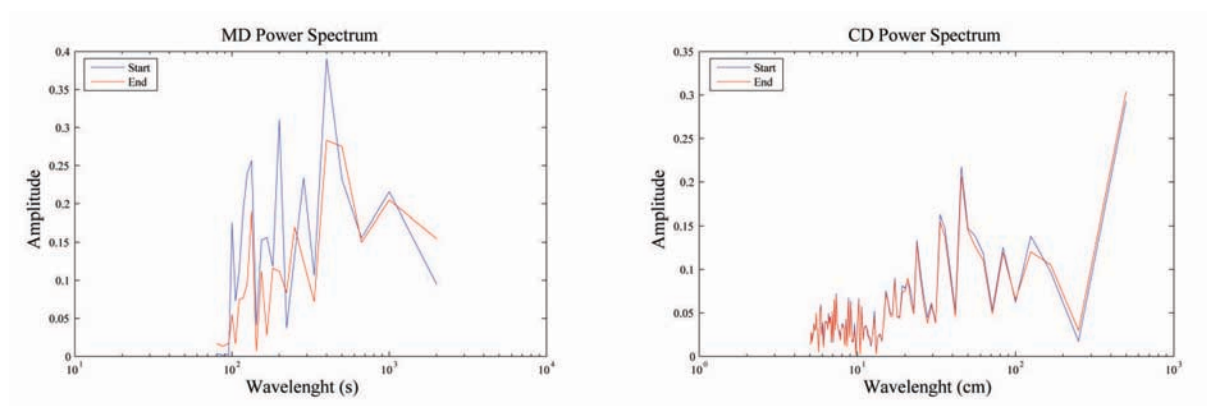 MD Power Spectrum
0.4
0.35
0.3
0.25
0.2
0.15
0.1
0.05
0
Amplitude
Start
End
10¹ 10² 10³ 10⁴
Wavelenght (s)
CD Power Spectrum
0.35
0.3
0.25
0.2
0.15
0.1
0.05
0
Amplitude
Start
End
10⁰ 10¹ 10² 10³
Wavelenght (cm)